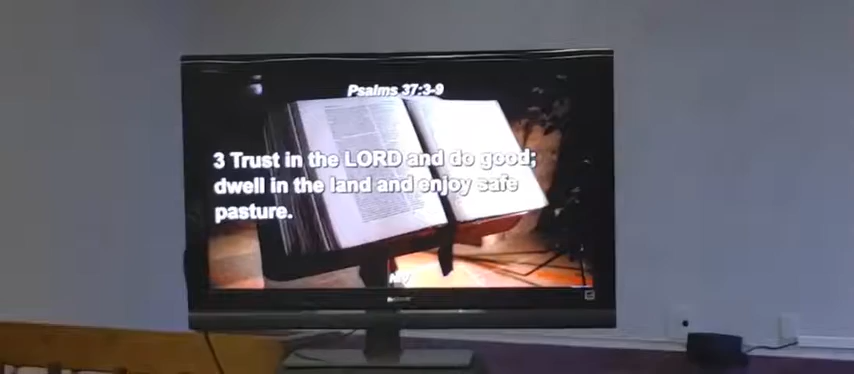 Psalms 37:3-9
3 Trust in the LORD and do good;
dwell in the land and enjoy safe
pasture.
NIV